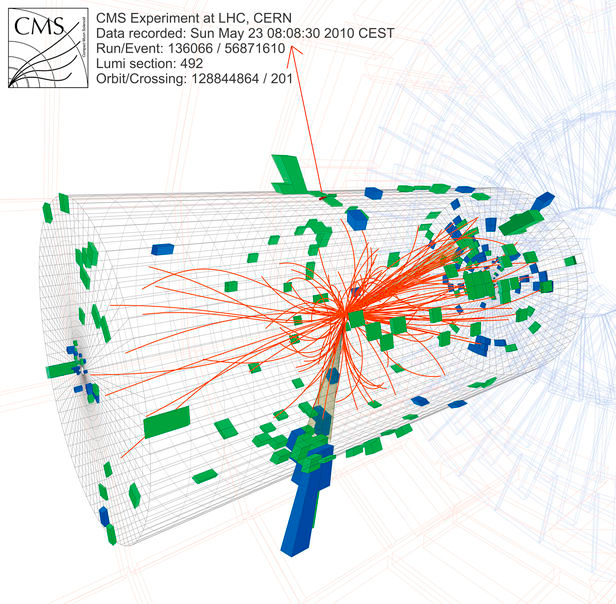 CMS
CMS Experiment at LHC, CERN
Data recorded: Sun May 23 08:08:30 2010 CEST
Run/Event: 136066 / 56871610
Lumi section: 492
Orbit/Crossing: 128844864 / 201